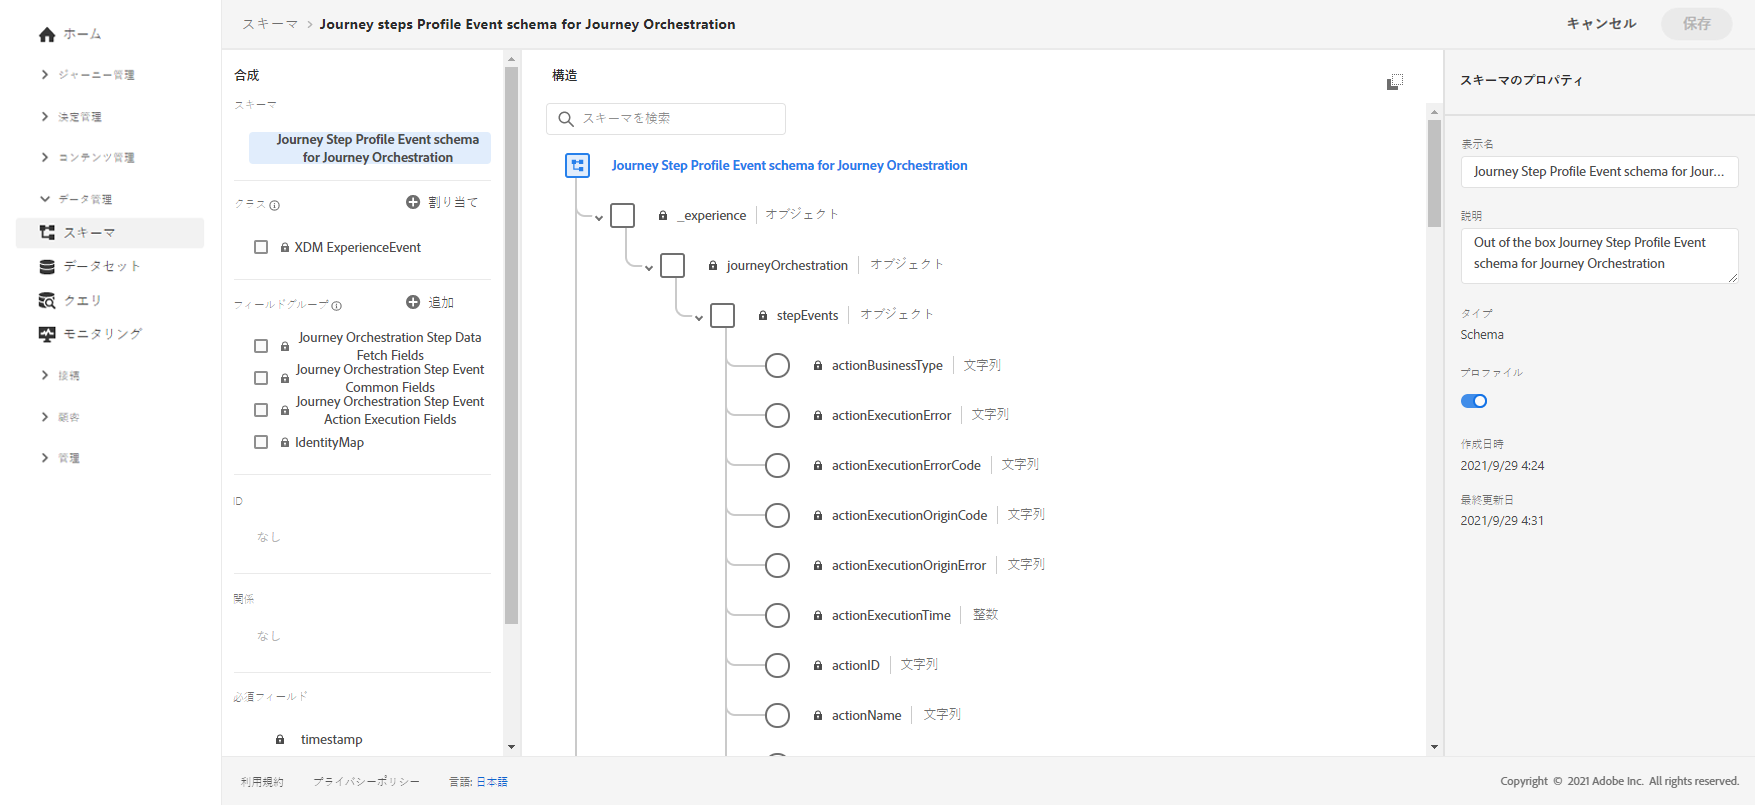 ホーム
ジャーニー管理
決定管理
コンテンツ管理
データ管理
スキーマ
データセット
クエリ
モニタリング
接続
顧客
管理
スキーマ > Journey steps Profile Event schema for Journey Orchestration
キャンセル
保存
合成
スキーマ
Journey Step Profile Event schema
for Journey Orchestration
クラス
割り当て
XDM ExperienceEvent
フィールドグループ
追加
Journey Orchestration Step Data
Fetch Fields
Journey Orchestration Step Event
Common Fields
Journey Orchestration Step Event
Action Execution Fields
IdentityMap
ID
なし
関係
なし
必須フィールド
timestamp
構造
スキーマを検索
Journey Step Profile Event schema for Journey Orchestration
_experience オブジェクト
journeyOrchestration オブジェクト
stepEvents オブジェクト
actionBusinessType 文字列
actionExecutionError 文字列
actionExecutionErrorCode 文字列
actionExecutionOriginCode 文字列
actionExecutionOriginError 文字列
actionExecutionTime 整数
actionID 文字列
actionName 文字列
スキーマのプロパティ
表示名
Journey Step Profile Event schema for Jour...
説明
Out of the box Journey Step Profile Event
schema for Journey Orchestration
タイプ
Schema
プロファイル
作成日時
2021/9/29 4:24
最終更新日
2021/9/29 4:31
利用規約
プライバシーポリシー
言語: 日本語
Copyright © 2021 Adobe Inc. All rights reserved.